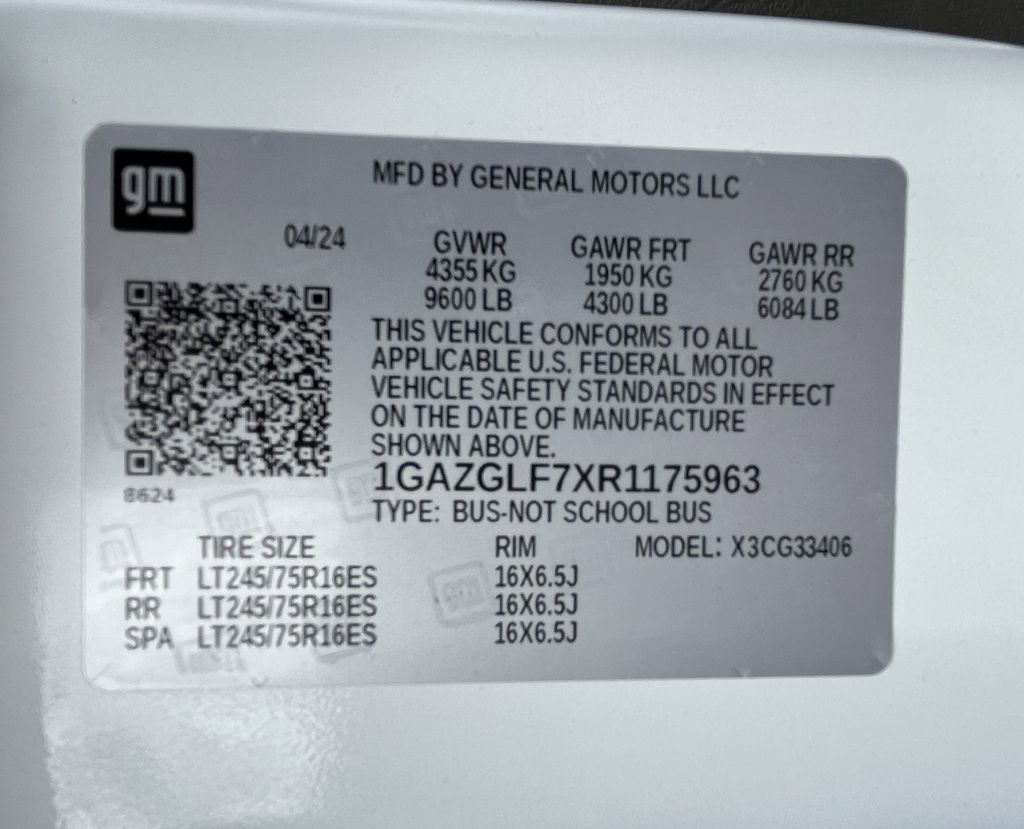 gm
MFD BY GENERAL MOTORS LLC
04/24
GVWR GAWR FRT GAWR RR
4355 KG 1950 KG 2760 KG
9600 LB 4300 LB 6084 LB
THIS VEHICLE CONFORMS TO ALL
APPLICABLE U.S. FEDERAL MOTOR
VEHICLE SAFETY STANDARDS IN EFFECT
ON THE DATE OF MANUFACTURE
SHOWN ABOVE.
1GAZGLF7XR1175963
8624
TYPE: BUS-NOT SCHOOL BUS
TIRE SIZE RIM MODEL: X3CG33406
FRT LT245/75R16ES 16X6.5J
RR LT245/75R16ES 16X6.5J
SPA LT245/75R16ES 16X6.5J